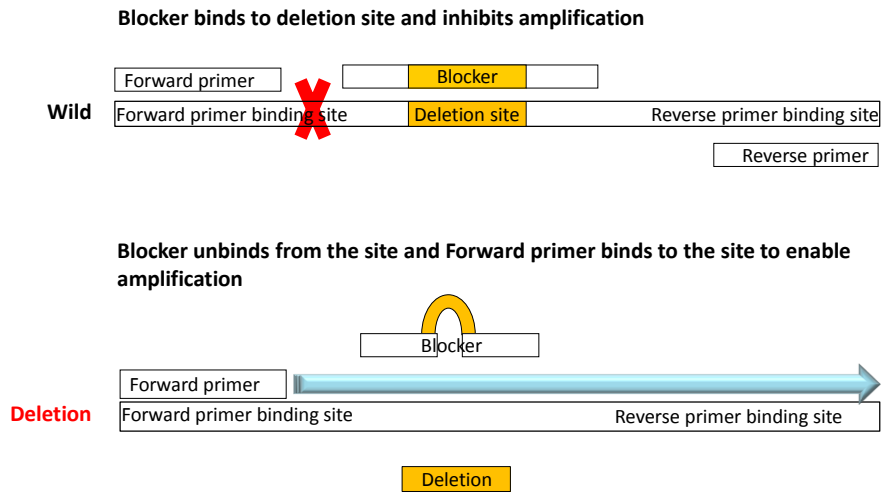 Blocker binds to deletion site and inhibits amplification
Forward primer
Blocker
Wild
Forward primer binding site
Deletion site
Reverse primer binding site
Reverse primer
Blocker unbinds from the site and Forward primer binds to the site to enable
amplification
Blocker
Forward primer
Deletion
Forward primer binding site
Reverse primer binding site
Deletion